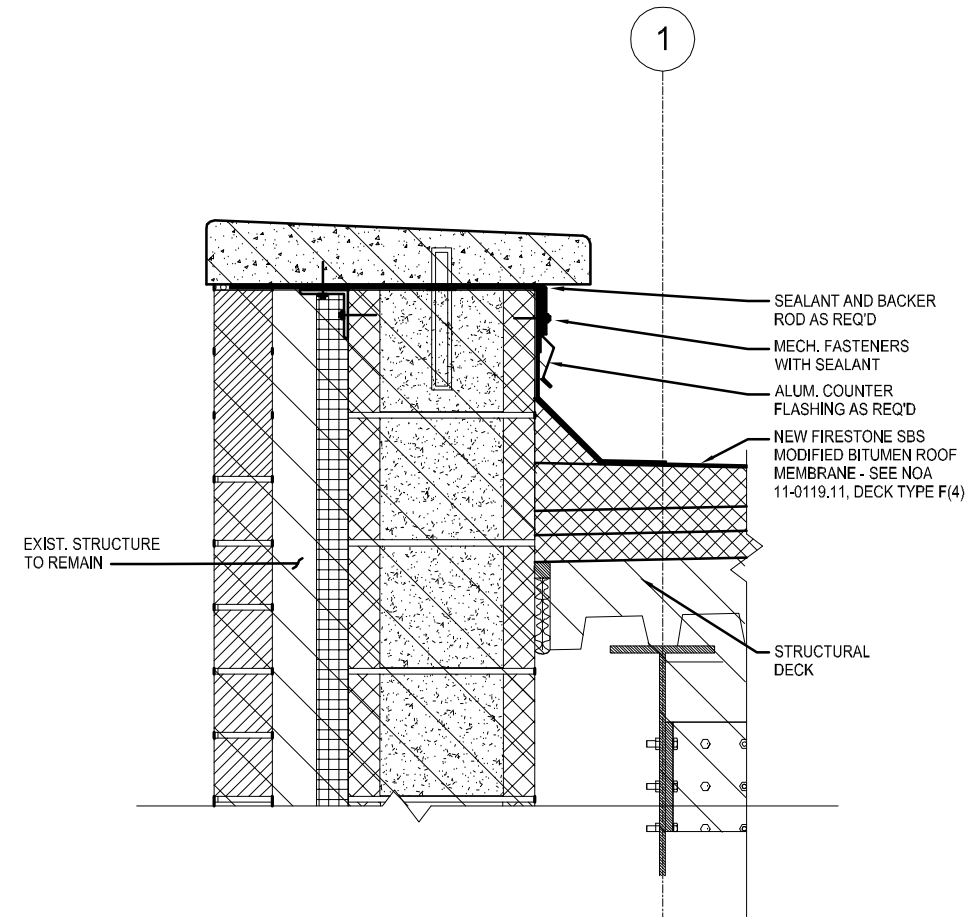 1
SEALANT AND BACKER
ROD AS REQ'D
MECH. FASTENERS
WITH SEALANT
ALUM. COUNTER
FLASHING AS REQ'D
NEW FIRESTONE SBS
MODIFIED BITUMEN ROOF
MEMBRANE - SEE NOA
11-0119.11, DECK TYPE F(4)
EXIST. STRUCTURE
TO REMAIN
STRUCTURAL
DECK